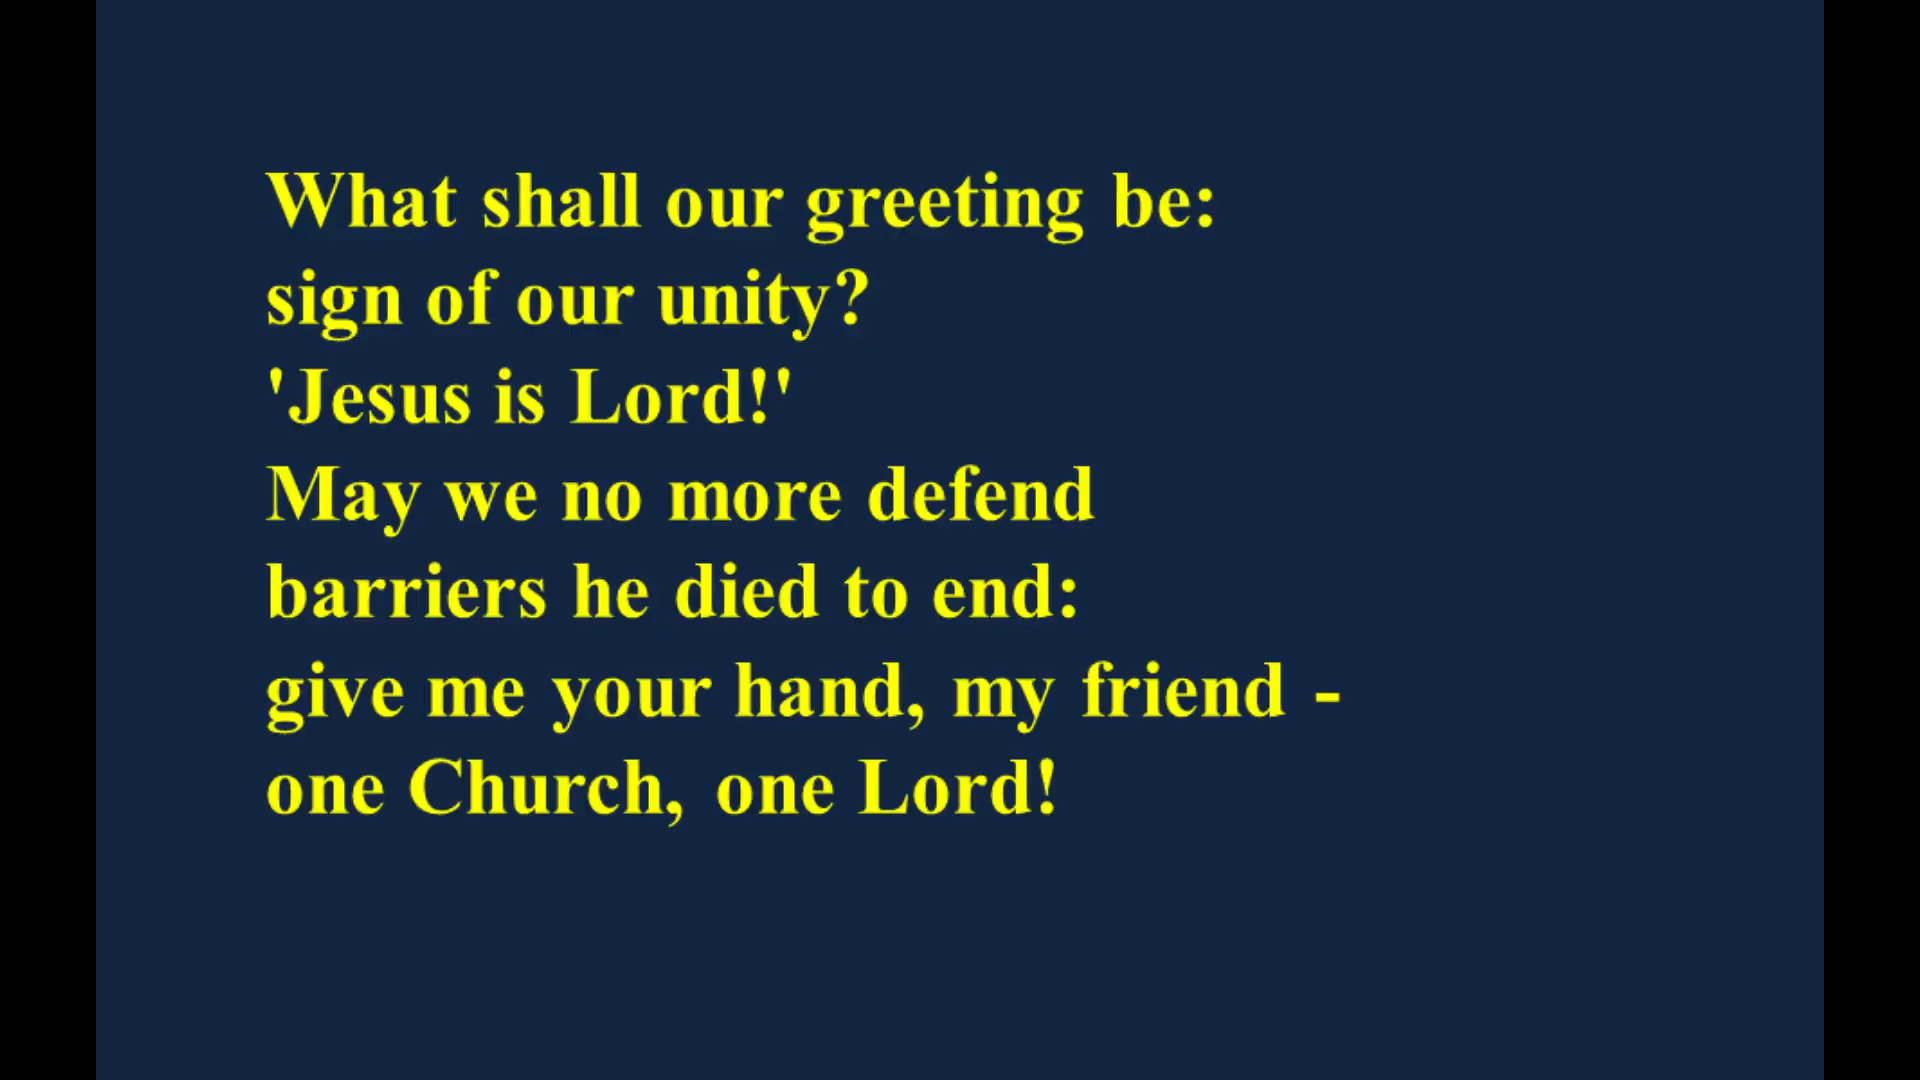 What shall our greeting be:
sign of our unity?
'Jesus is Lord!'
May we no more defend
barriers he died to end:
give me your hand, my friend -
one Church, one Lord!